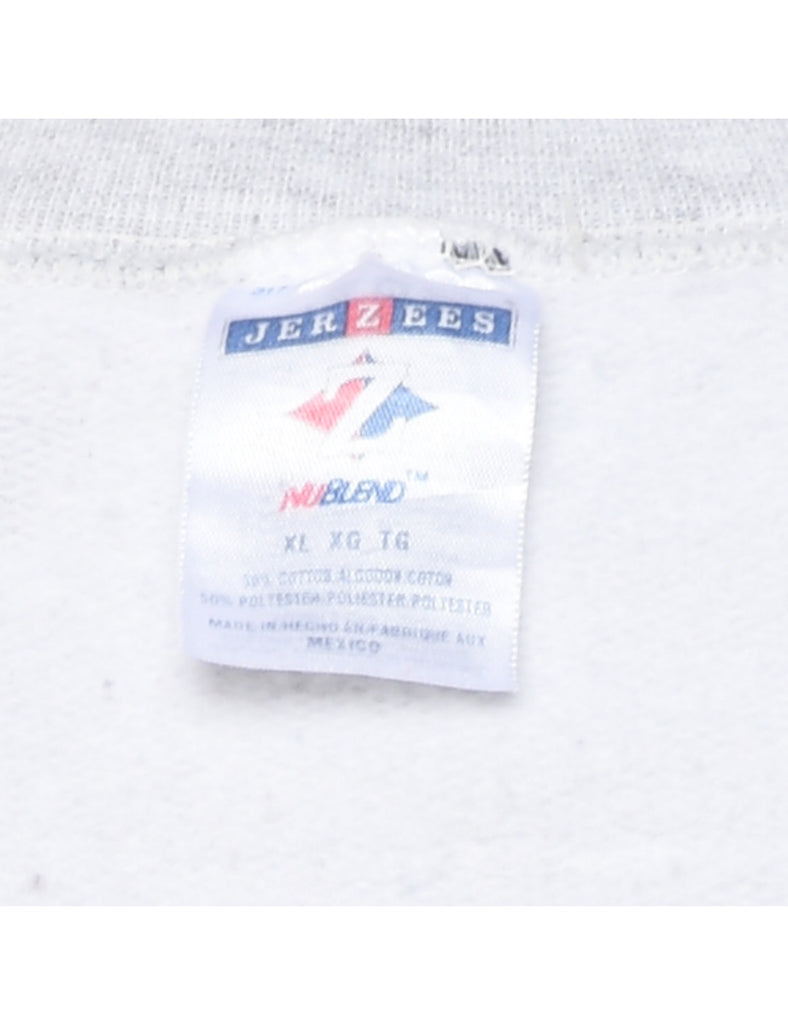 JERZEES
NUBLEND™
XL XG TG
50% COTTON ALGODON COTON
50% POLYESTER POLIESTER POLYESTER
MADE IN HECHO EN FABRIQUE AUX
MEXICO